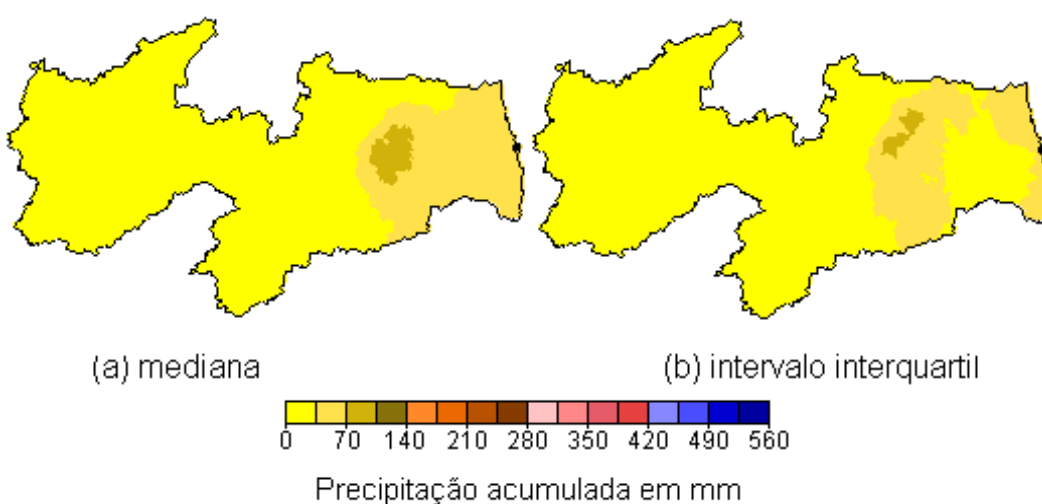 (a) mediana
(b) intervalo interquartil
0 70 140 210 280 350 420 490 560
Precipitação acumulada em mm